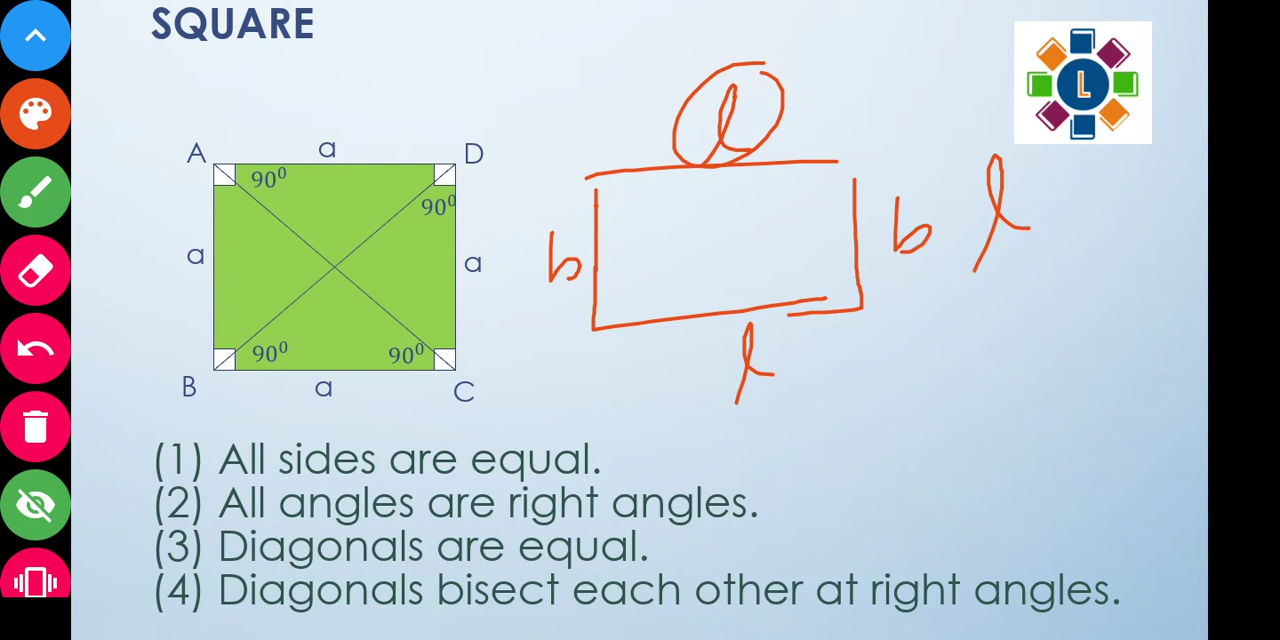 SQUARE
L
l
A a D
90⁰
90⁰
a a
b b l
90⁰ 90⁰
B a C
l
(1) All sides are equal.
(2) All angles are right angles.
(3) Diagonals are equal.
(4) Diagonals bisect each other at right angles.